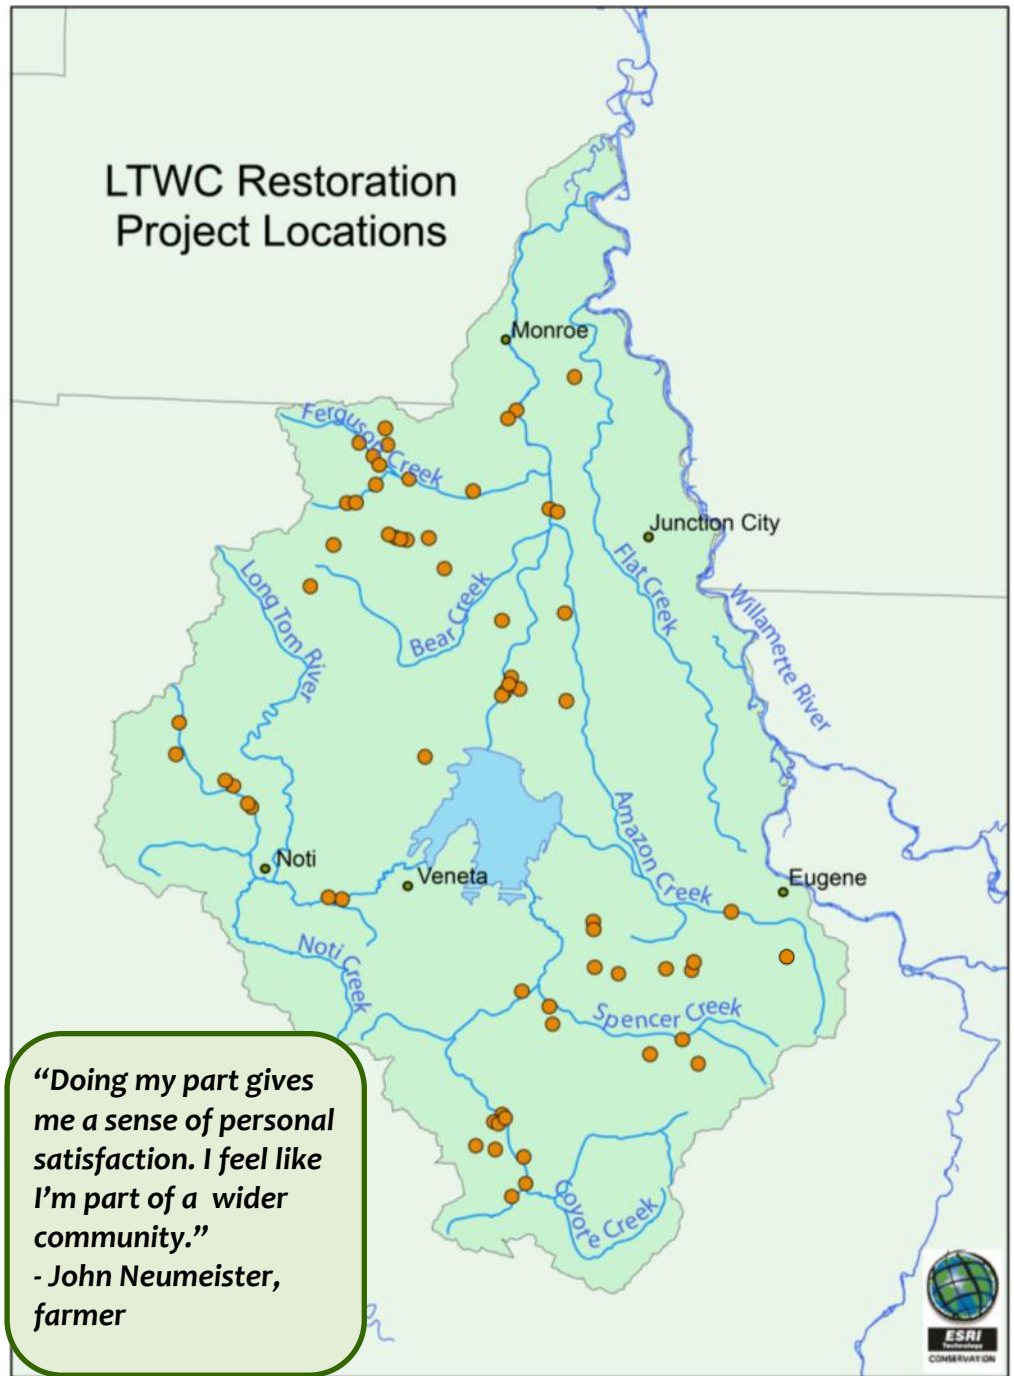 LTWC Restoration
Project Locations
Monroe
Ferguson Creek
Junction City
Long Tom River
Bear Creek
Flat Creek
Willamette River
Amazon Creek
Noti
Veneta
Eugene
Noti Creek
Spencer Creek
Coyote Creek
“Doing my part gives
me a sense of personal
satisfaction. I feel like
I’m part of a wider
community.”
- John Neumeister,
farmer
ESRI
Technology
CONSERVATION